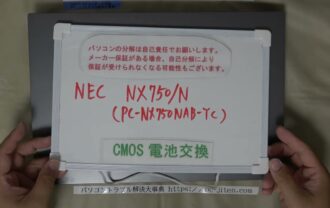 パソコンの分解は自己責任でお願いします。
メーカー保証がある場合、自己分解により
保証が受けられなくなる可能性もございます。
NEC NX750/N
(PC-NX750NAB-YC)
CMOS 電池交換
パソコントラブル解決大事典